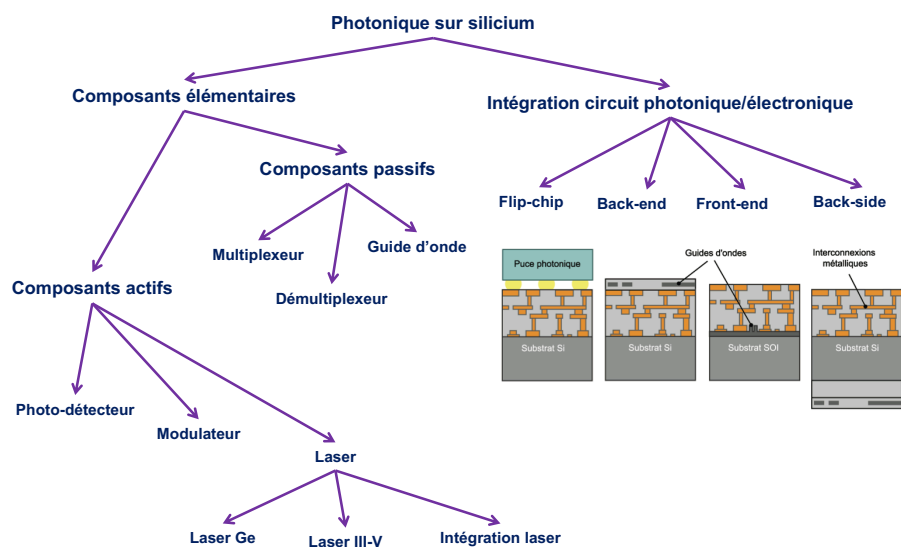 Photonique sur silicium
Composants élémentaires
Intégration circuit photonique/électronique
Composants passifs
Flip-chip
Back-end
Front-end
Back-side
Multiplexeur
Guide d'onde
Démultiplexeur
Composants actifs
Puce photonique
Guides d'ondes
Interconnexions
métalliques
Substrat Si
Substrat Si
Substrat SOI
Substrat Si
Photo-détecteur
Modulateur
Laser
Laser Ge
Laser III-V
Intégration laser